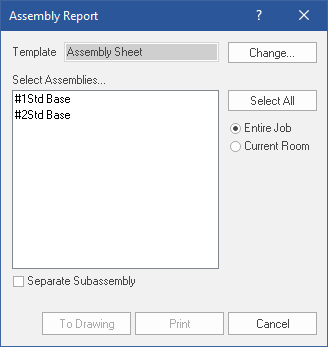 Assembly Report
?
Template Assembly Sheet Change...
Select Assemblies...
#1Std Base
#2Std Base
Select All
Entire Job
Current Room
Separate Subassembly
To Drawing Print Cancel